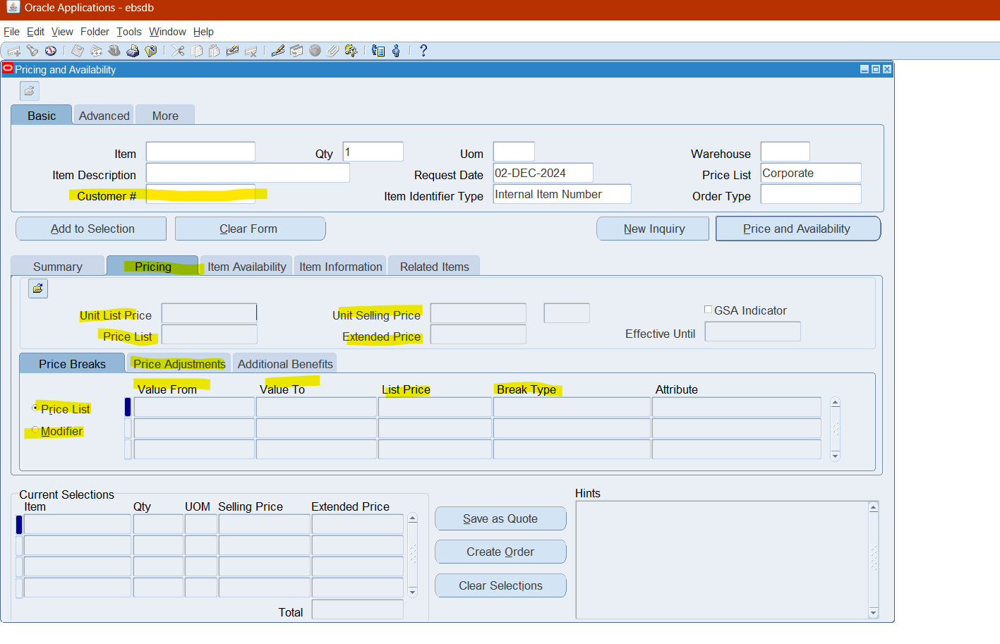 Oracle Applications - ebsdb
File Edit View Folder Tools Window Help
?
Pricing and Availability
Basic Advanced More
Item Qty 1 Uom Warehouse
Item Description Request Date 02-DEC-2024 Price List Corporate
Customer # Item Identifier Type Internal Item Number Order Type
Add to Selection Clear Form New Inquiry Price and Availability
Summary Pricing Item Availability Item Information Related Items
Unit List Price Unit Selling Price GSA Indicator
Price List Extended Price Effective Until
Price Breaks Price Adjustments Additional Benefits
Value From Value To List Price Break Type Attribute
Price List
Modifier
Current Selections
Item Qty UOM Selling Price Extended Price
Total
Save as Quote
Create Order
Clear Selections
Hints